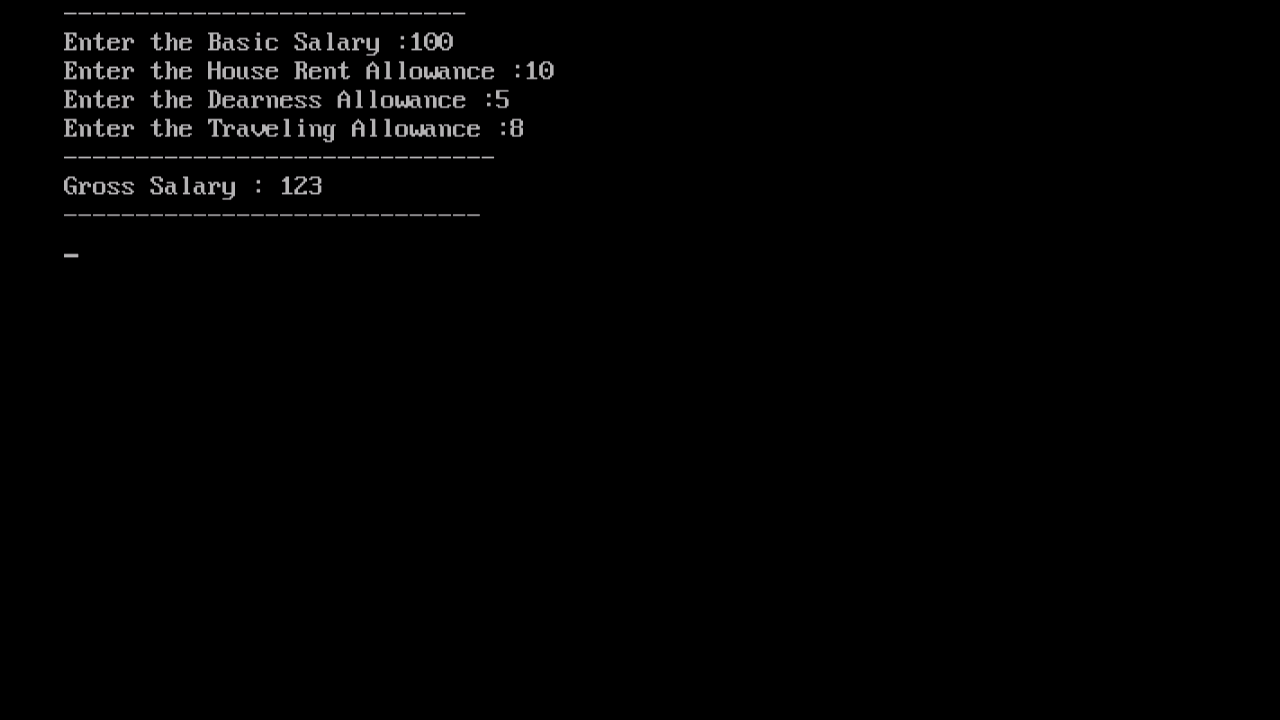 ----------------------------
Enter the Basic Salary :100
Enter the House Rent Allowance :10
Enter the Dearness Allowance :5
Enter the Traveling Allowance :8
------------------------------
Gross Salary : 123
-----------------------------
_